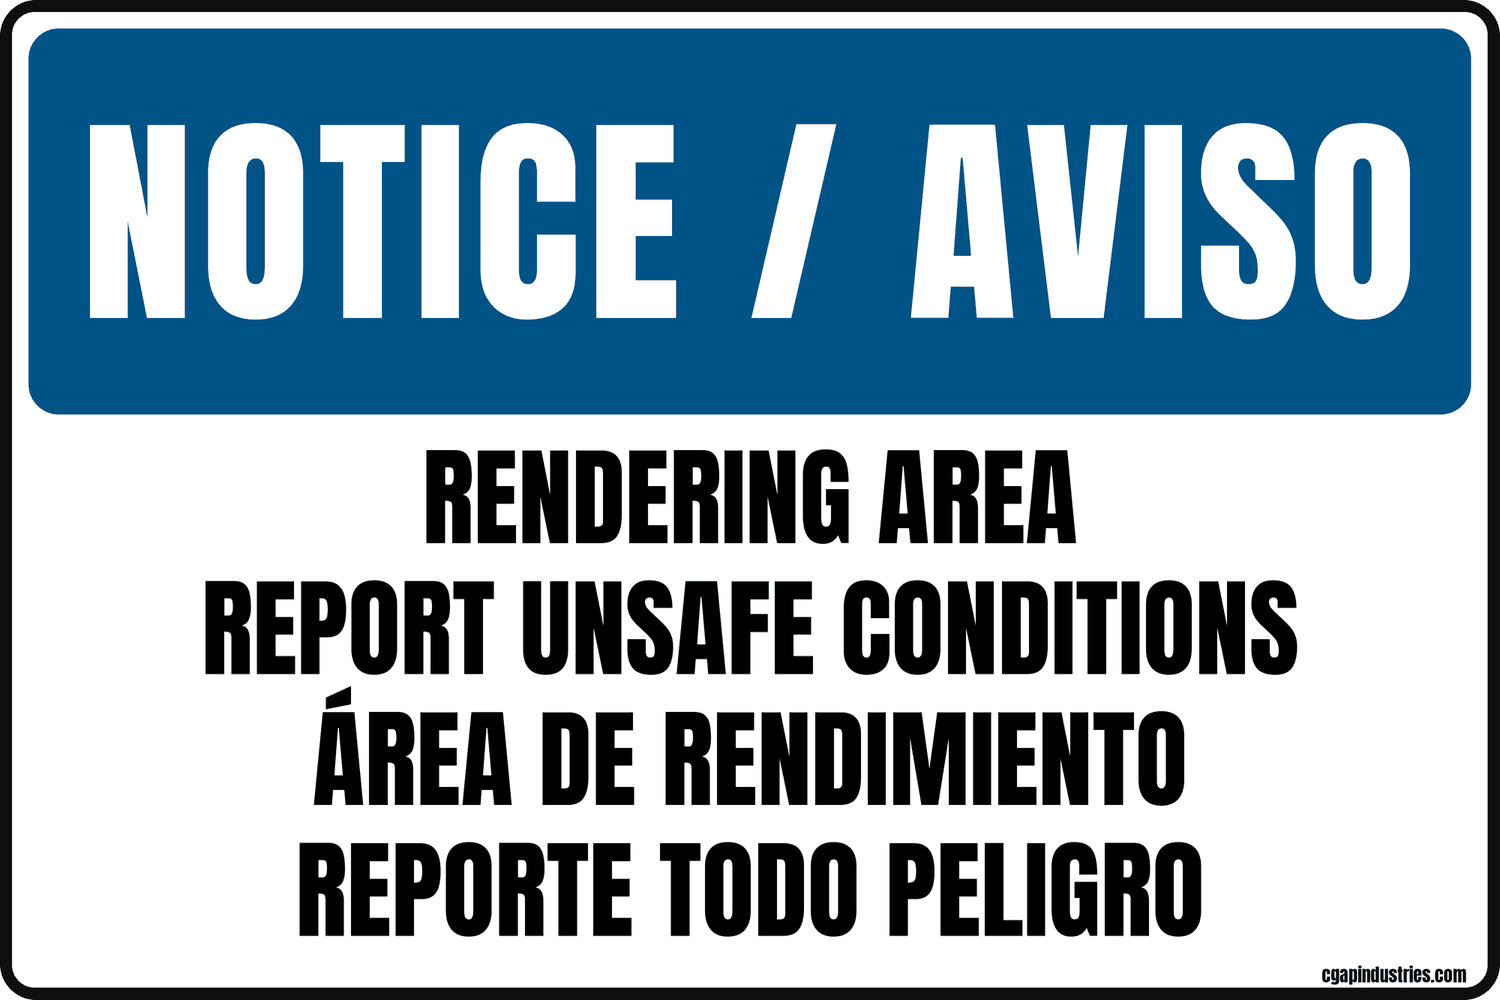 NOTICE / AVISO
RENDERING AREA
REPORT UNSAFE CONDITIONS
ÁREA DE RENDIMIENTO
REPORTE TODO PELIGRO
cgapindustries.com